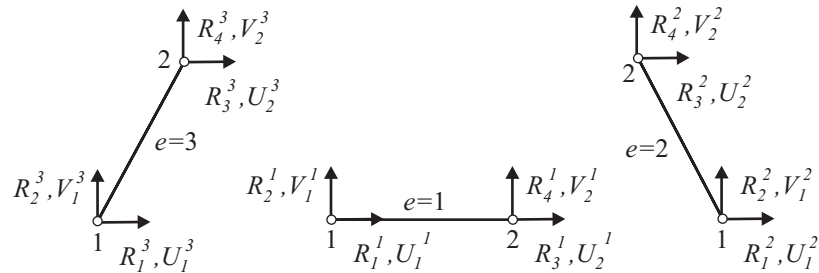 R_4^3, V_2^3
2
R_3^3, U_2^3
e=3
R_2^3, V_1^3
1
R_1^3, U_1^3
R_2^1, V_1^1
e=1
R_4^1, V_2^1
1
R_1^1, U_1^1
2
R_3^1, U_2^1
R_4^2, V_2^2
2
R_3^2, U_2^2
e=2
R_2^2, V_1^2
1
R_1^2, U_1^2